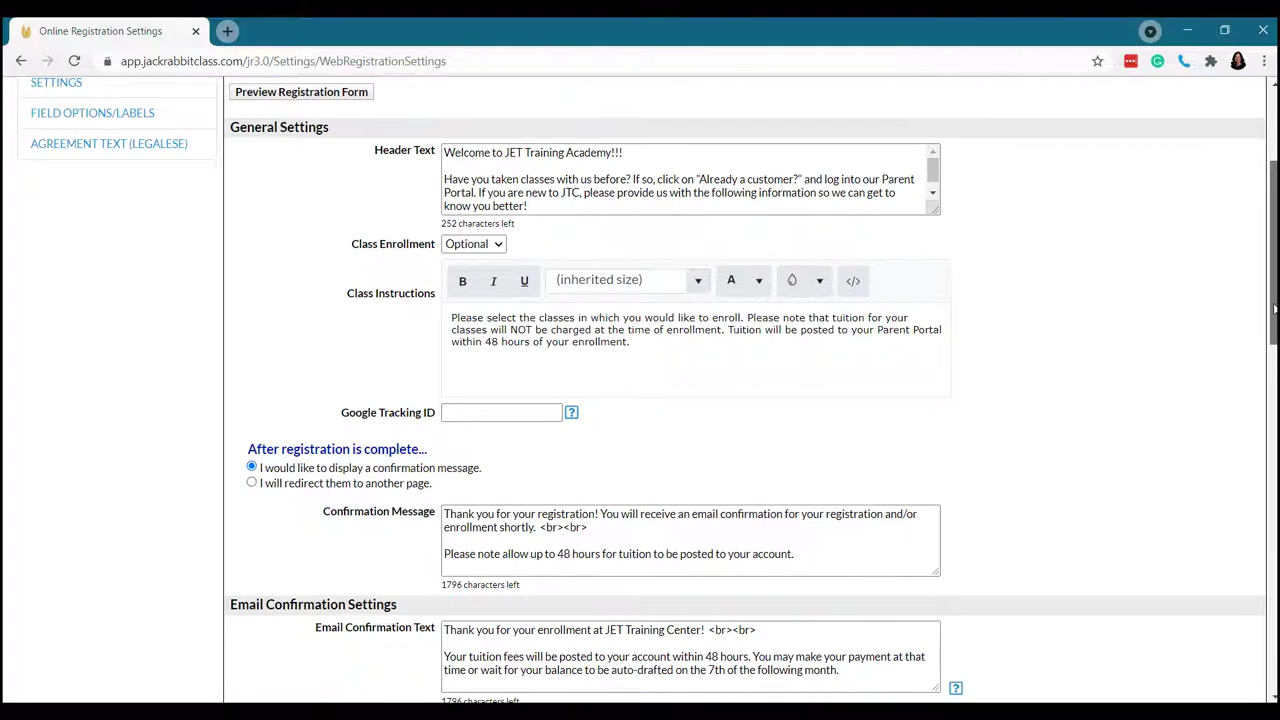 Online Registration Settings
app.jackrabbitclass.com/jr3.0/Settings/WebRegistrationSettings
SETTINGS
FIELD OPTIONS/LABELS
AGREEMENT TEXT (LEGALESE)
Preview Registration Form
General Settings
Header Text
Welcome to JET Training Academy!!!
Have you taken classes with us before? If so, click on “Already a customer?” and log into our Parent
Portal. If you are new to JTC, please provide us with the following information so we can get to
know you better!
252 characters left
Class Enrollment
Optional
B I U (inherited size) A </>
Class Instructions
Please select the classes in which you would like to enroll. Please note that tuition for your
classes will NOT be charged at the time of enrollment. Tuition will be posted to your Parent Portal
within 48 hours of your enrollment.
Google Tracking ID
?
After registration is complete...
I would like to display a confirmation message.
I will redirect them to another page.
Confirmation Message
Thank you for your registration! You will receive an email confirmation for your registration and/or
enrollment shortly. <br><br>
Please note allow up to 48 hours for tuition to be posted to your account.
1796 characters left
Email Confirmation Settings
Email Confirmation Text
Thank you for your enrollment at JET Training Center! <br><br>
Your tuition fees will be posted to your account within 48 hours. You may make your payment at that
time or wait for your balance to be auto-drafted on the 7th of the following month.
?
1796 characters left